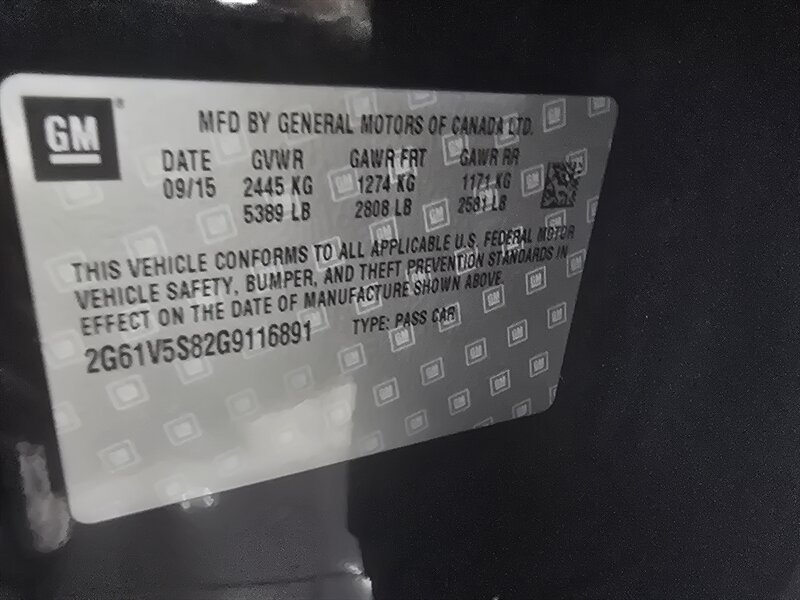 GM
MFD BY GENERAL MOTORS OF CANADA LTD.
DATE GVWR GAWR FRT GAWR RR
09/15 2445 KG 1274 KG 1171 KG
5389 LB 2808 LB 2581 LB
THIS VEHICLE CONFORMS TO ALL APPLICABLE U.S. FEDERAL MOTOR
VEHICLE SAFETY, BUMPER, AND THEFT PREVENTION STANDARDS IN
EFFECT ON THE DATE OF MANUFACTURE SHOWN ABOVE.
2G61V5S82G9116891 TYPE: PASS CAR